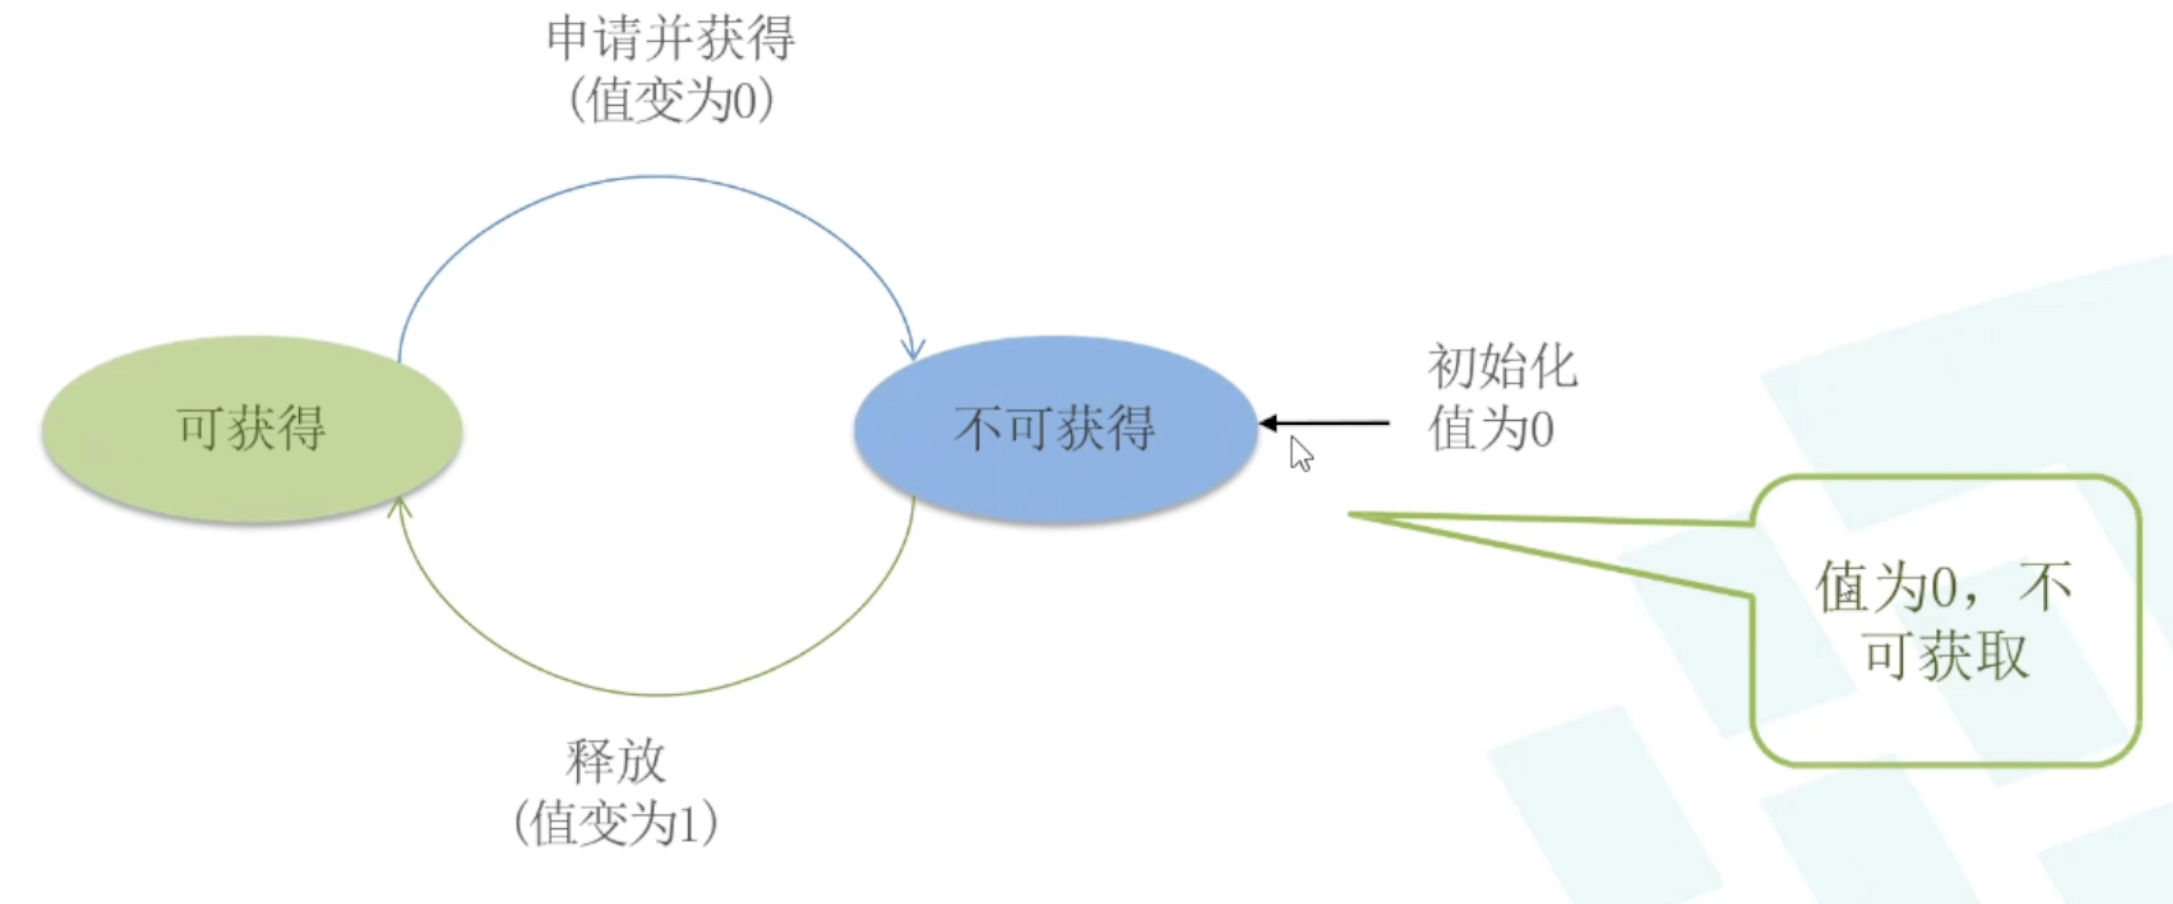 申请并获得
(值变为0)
可获得
不可获得
初始化
值为0
值为0，不
可获取
释放
(值变为1)